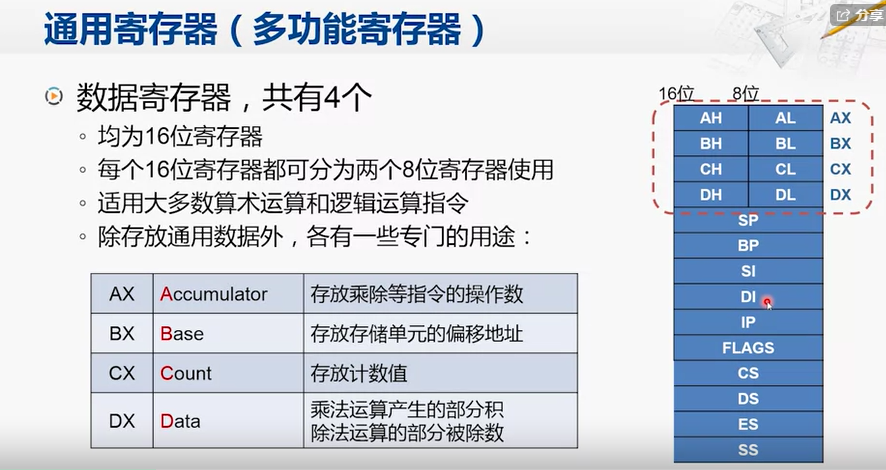 分享
通用寄存器（多功能寄存器）
数据寄存器，共有4个
均为16位寄存器
每个16位寄存器都可分为两个8位寄存器使用
适用大多数算术运算和逻辑运算指令
除存放通用数据外，各有一些专门的用途：
AX Accumulator 存放乘除等指令的操作数
BX Base 存放存储单元的偏移地址
CX Count 存放计数值
DX Data 乘法运算产生的部分积
除法运算的部分被除数
16位 8位
AH AL AX
BH BL BX
CH CL CX
DH DL DX
SP
BP
SI
DI
IP
FLAGS
CS
DS
ES
SS